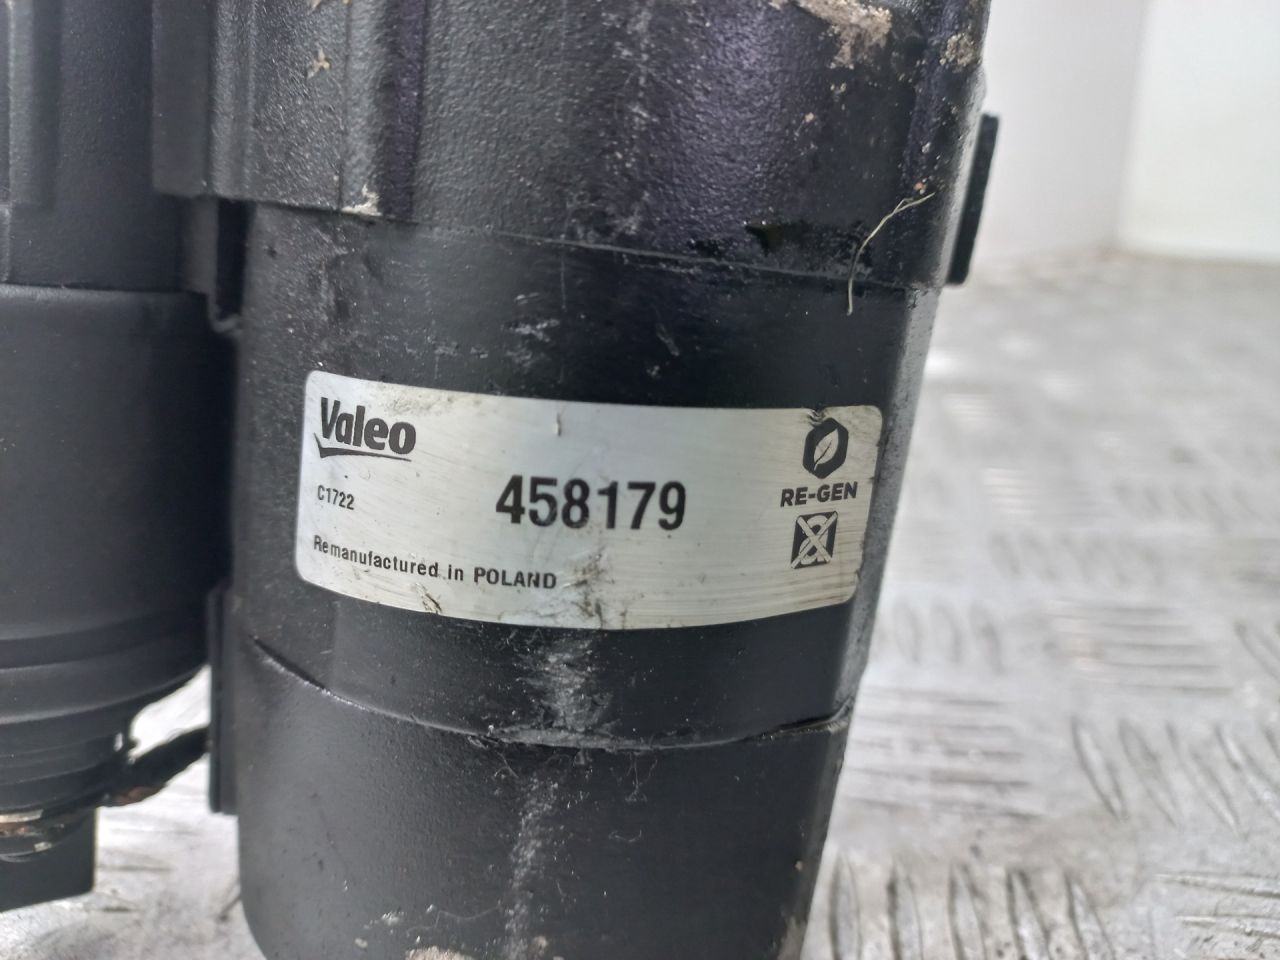 Valeo
C1722
458179
RE-GEN
Remanufactured in POLAND